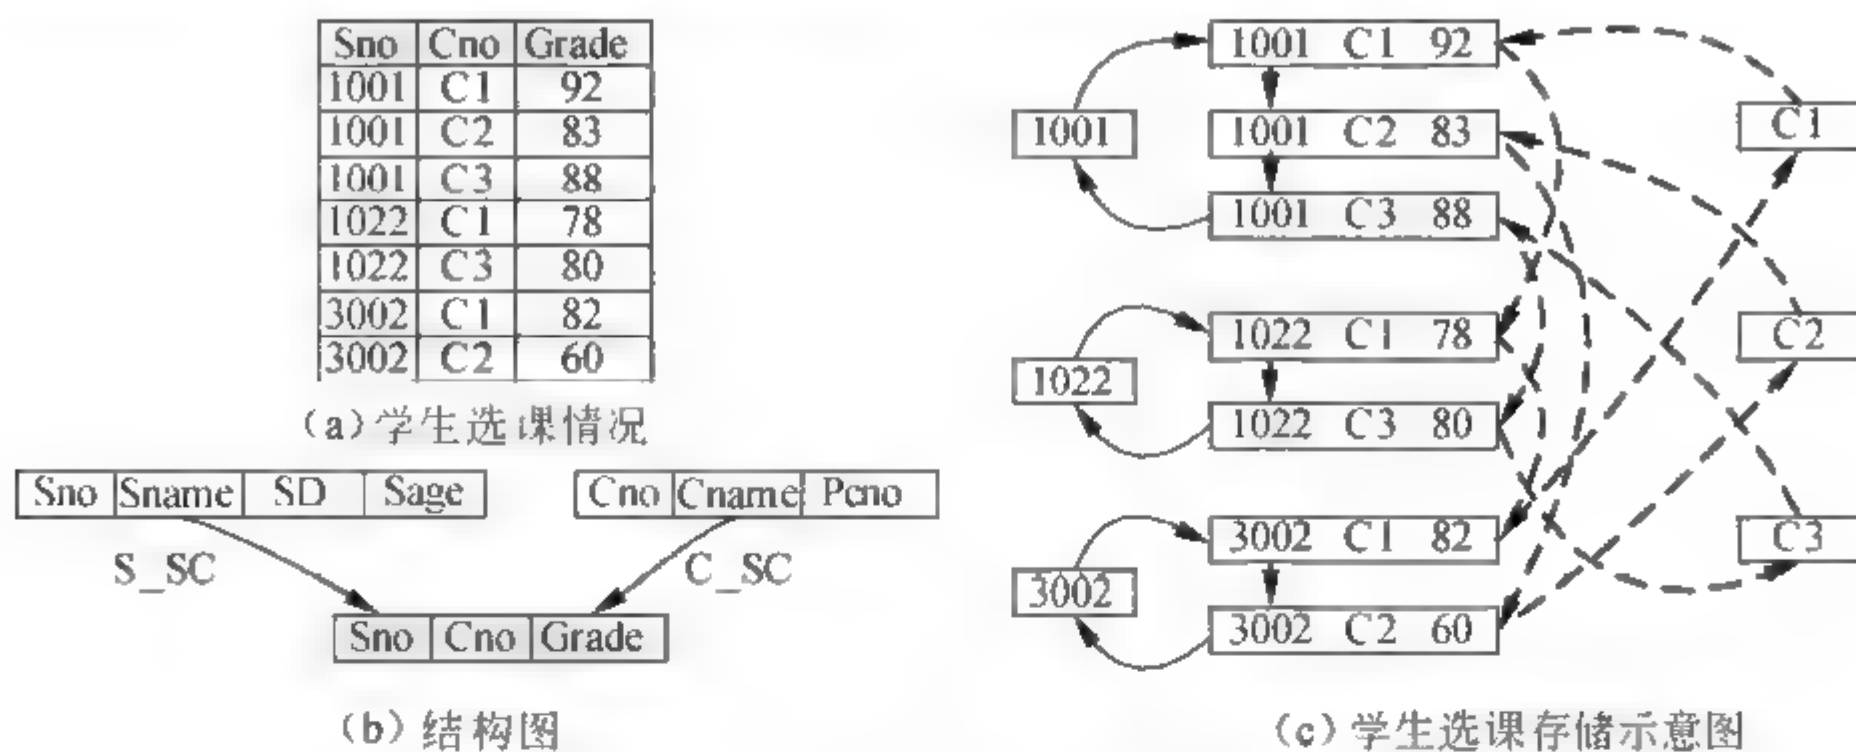 Sno Cno Grade
1001 C1 92
1001 C2 83
1001 C3 88
1022 C1 78
1022 C3 80
3002 C1 82
3002 C2 60
(a)学生选课情况
Sno Sname SD Sage
Cno Cname Pcno
S_SC
C_SC
Sno Cno Grade
(b)结构图
1001 C1 92
1001
1001 C2 83
C1
1001 C3 88
1022 C1 78
C2
1022
1022 C3 80
3002 C1 82
C3
3002
3002 C2 60
(c)学生选课存储示意图